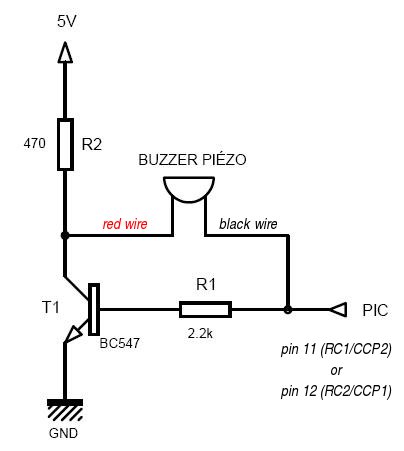 5V
470
R2
BUZZER PIÉZO
red wire
black wire
R1
T1
PIC
2.2k
BC547
pin 11 (RC1/CCP2)
or
pin 12 (RC2/CCP1)
GND